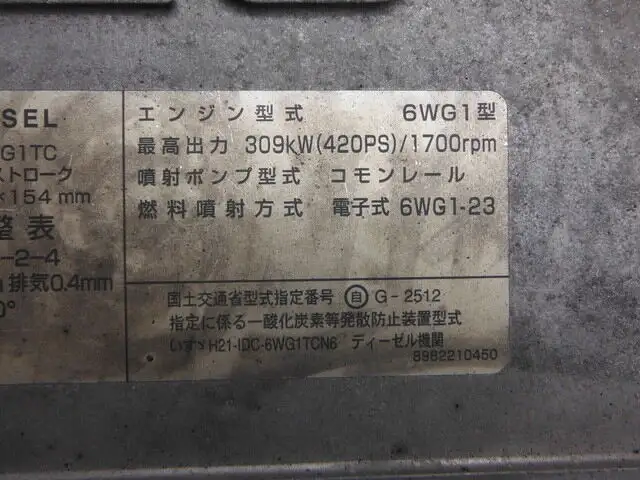 SEL
G1TC
ストローク
×154 mm
整表
-2-4
排気0.4mm
0°
エンジン型式 6WG1型
最高出力 309kW(420PS)/1700rpm
噴射ポンプ型式 コモンレール
燃料噴射方式 電子式 6WG1-23
国土交通省型式指定番号 自 G-2512
指定に係る一酸化炭素等発散防止装置型式
いすゞH21-IDC-6WG1TCN6 ディーゼル機関
8982210450